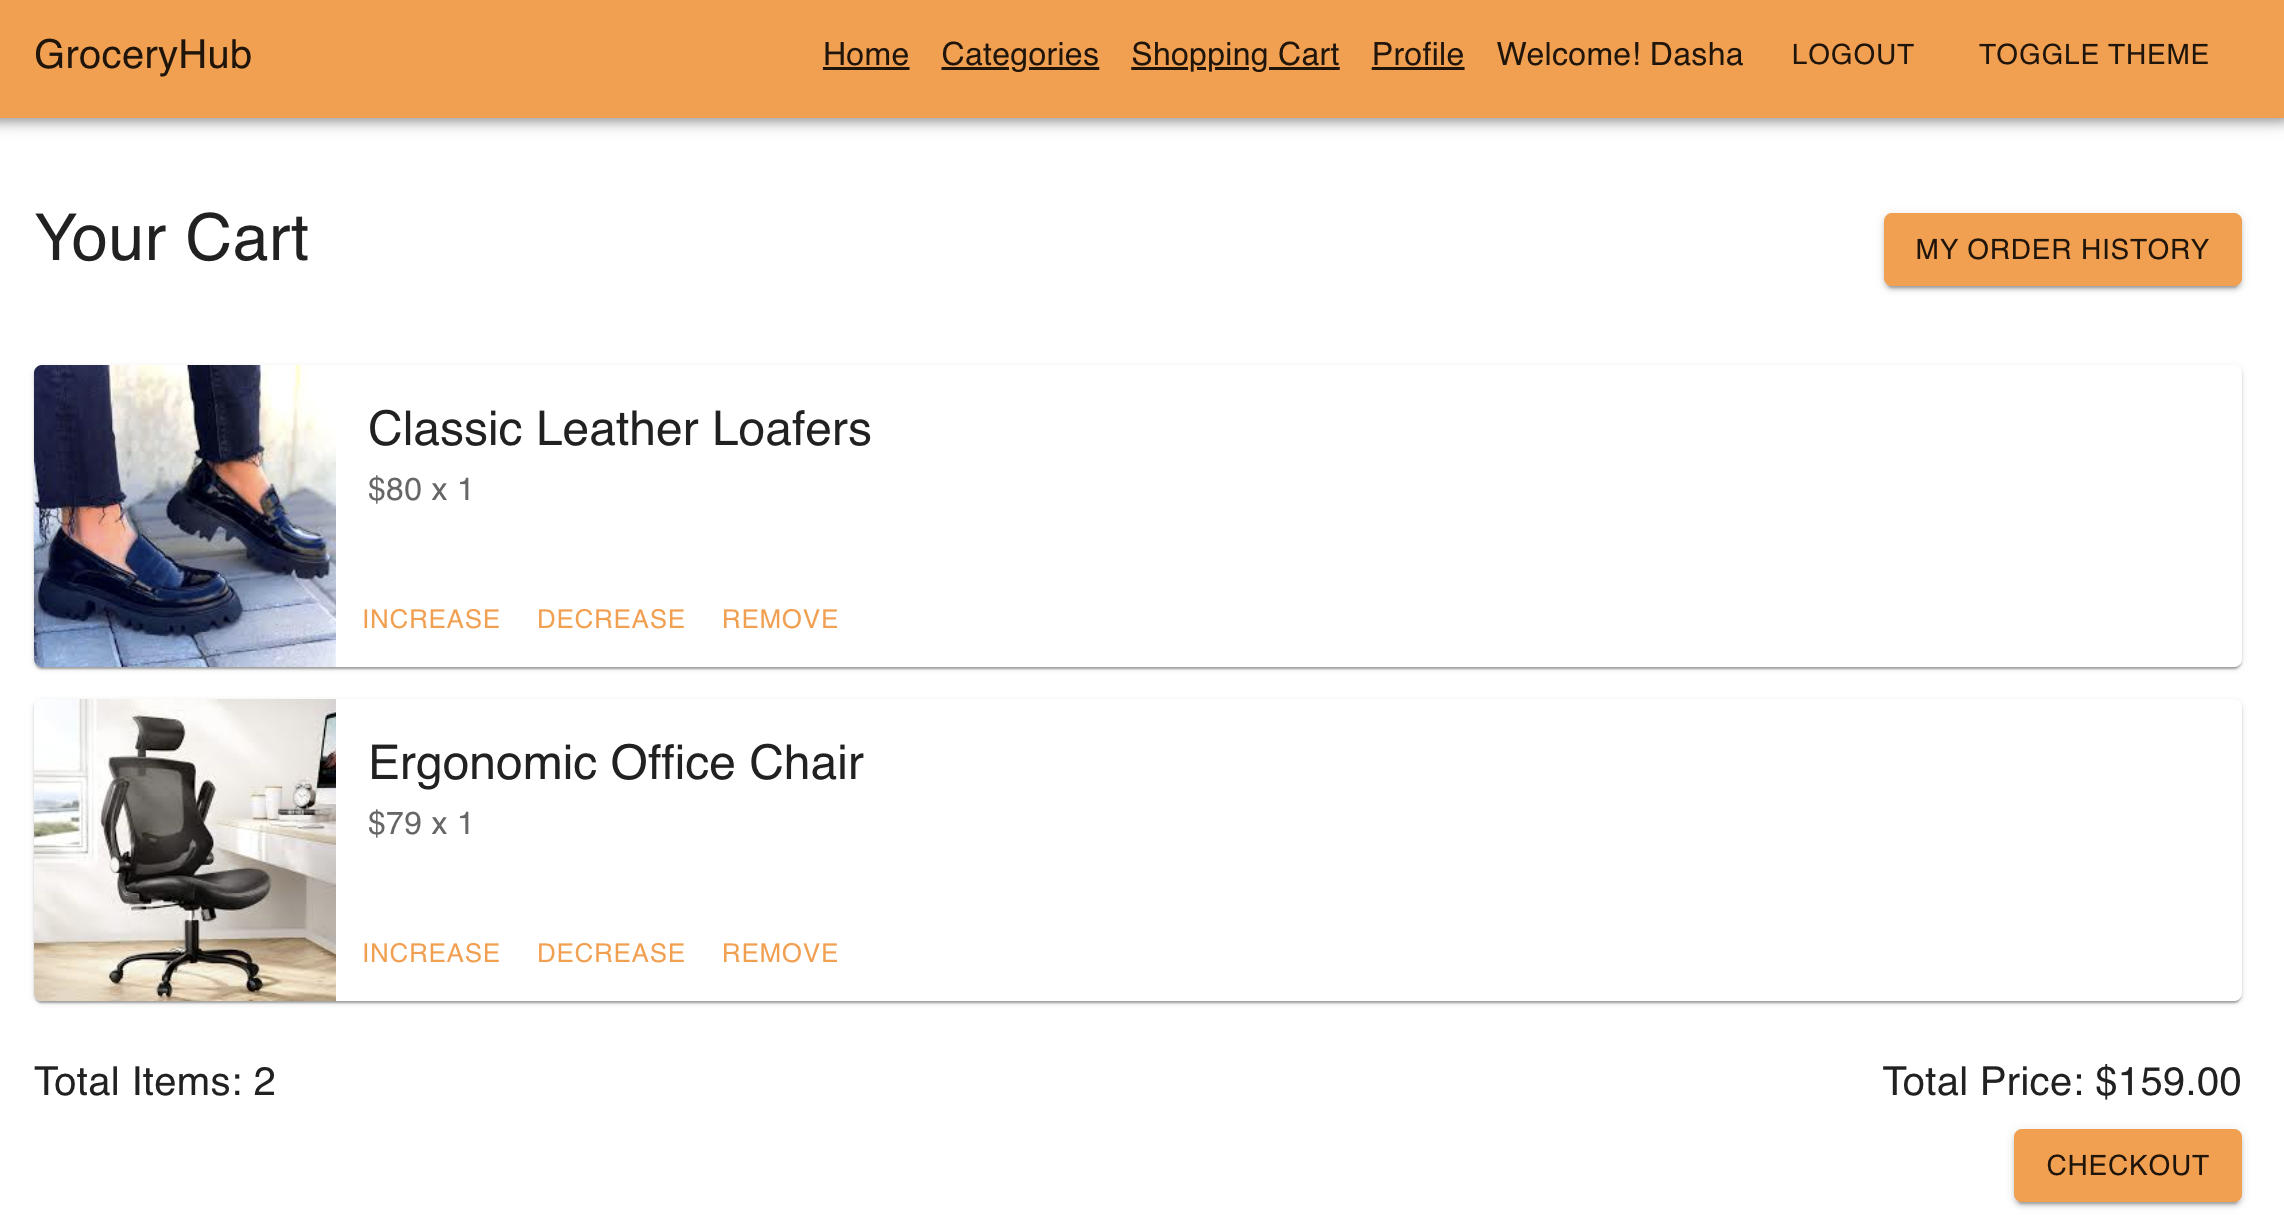 GroceryHub Home Categories Shopping Cart Profile Welcome! Dasha LOGOUT TOGGLE THEME
Your Cart
MY ORDER HISTORY
Classic Leather Loafers
$80 x 1
INCREASE DECREASE REMOVE
Ergonomic Office Chair
$79 x 1
INCREASE DECREASE REMOVE
Total Items: 2
Total Price: $159.00
CHECKOUT